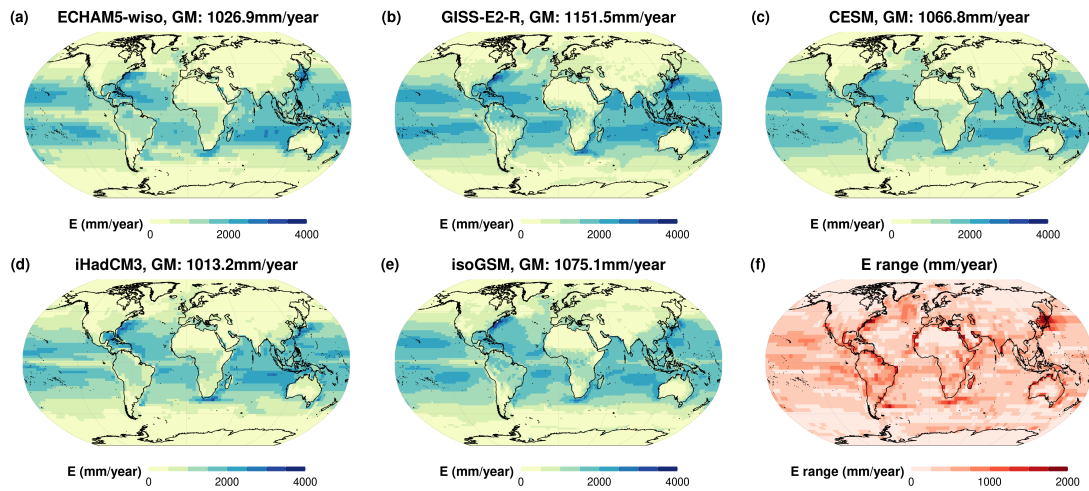 (a) ECHAM5-wiso, GM: 1026.9mm/year
(b) GISS-E2-R, GM: 1151.5mm/year
(c) CESM, GM: 1066.8mm/year
E (mm/year) 0 2000 4000
E (mm/year) 0 2000 4000
E (mm/year) 0 2000 4000
(d) iHadCM3, GM: 1013.2mm/year
(e) isoGSM, GM: 1075.1mm/year
(f) E range (mm/year)
E (mm/year) 0 2000 4000
E (mm/year) 0 2000 4000
E range (mm/year) 0 1000 2000